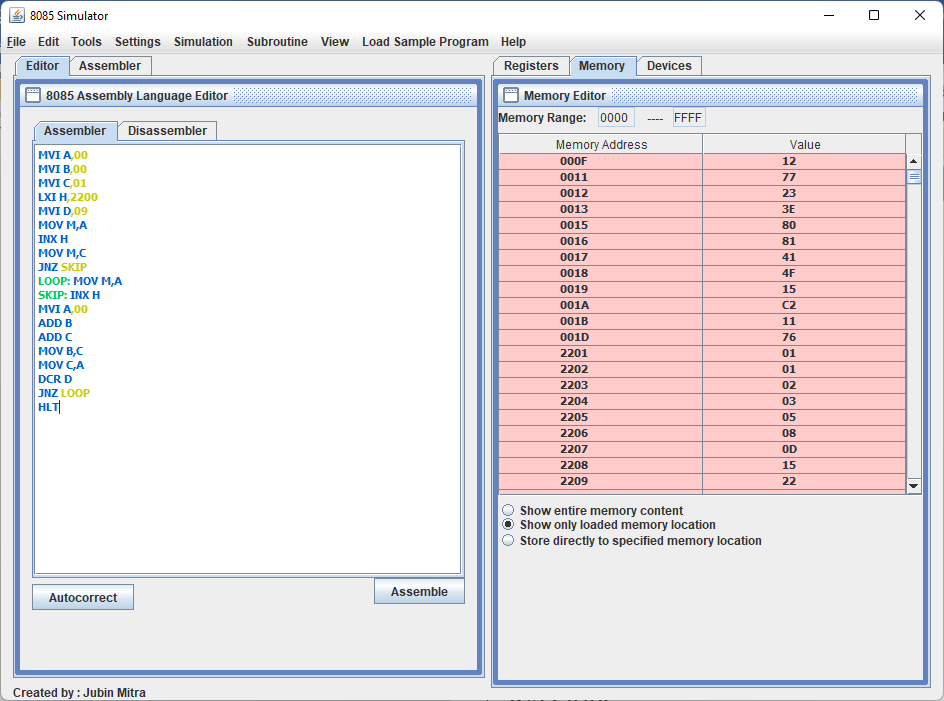 8085 Simulator
File Edit Tools Settings Simulation Subroutine View Load Sample Program Help
Editor Assembler
8085 Assembly Language Editor
Assembler Disassembler
MVI A,00
MVI B,00
MVI C,01
LXI H,2200
MVI D,09
MOV M,A
INX H
MOV M,C
JNZ SKIP
LOOP: MOV M,A
SKIP: INX H
MVI A,00
ADD B
ADD C
MOV B,C
MOV C,A
DCR D
JNZ LOOP
HLT
Autocorrect
Assemble
Registers Memory Devices
Memory Editor
Memory Range: 0000 ---- FFFF
Memory Address Value
000F 12
0011 77
0012 23
0013 3E
0015 80
0016 81
0017 41
0018 4F
0019 15
001A C2
001B 11
001D 76
2201 01
2202 01
2203 02
2204 03
2205 05
2206 08
2207 0D
2208 15
2209 22
Show entire memory content
Show only loaded memory location
Store directly to specified memory location
Created by : Jubin Mitra